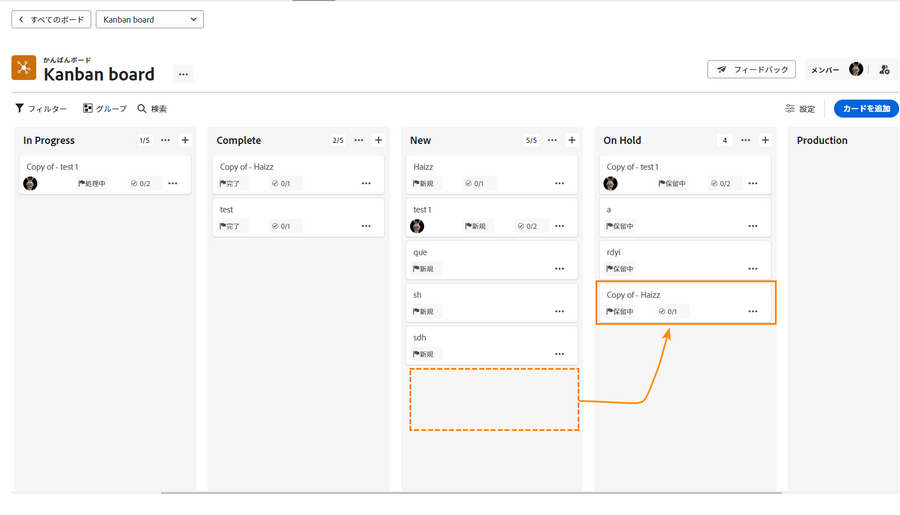 すべてのボード
Kanban board
かんばんボード
Kanban board
フィードバック
メンバー
フィルター
グループ
検索
設定
カードを追加
In Progress 1/5
Copy of - test 1
処理中 0/2
Complete 2/5
Copy of - Haizz
完了 0/1
test
完了 0/1
New 5/5
Haizz
新規 0/1
test 1
新規 0/2
que
新規
sh
新規
sdh
新規
On Hold 4
Copy of - test 1
保留中 0/2
a
保留中
rdyi
保留中
Copy of - Haizz
保留中 0/1
Production